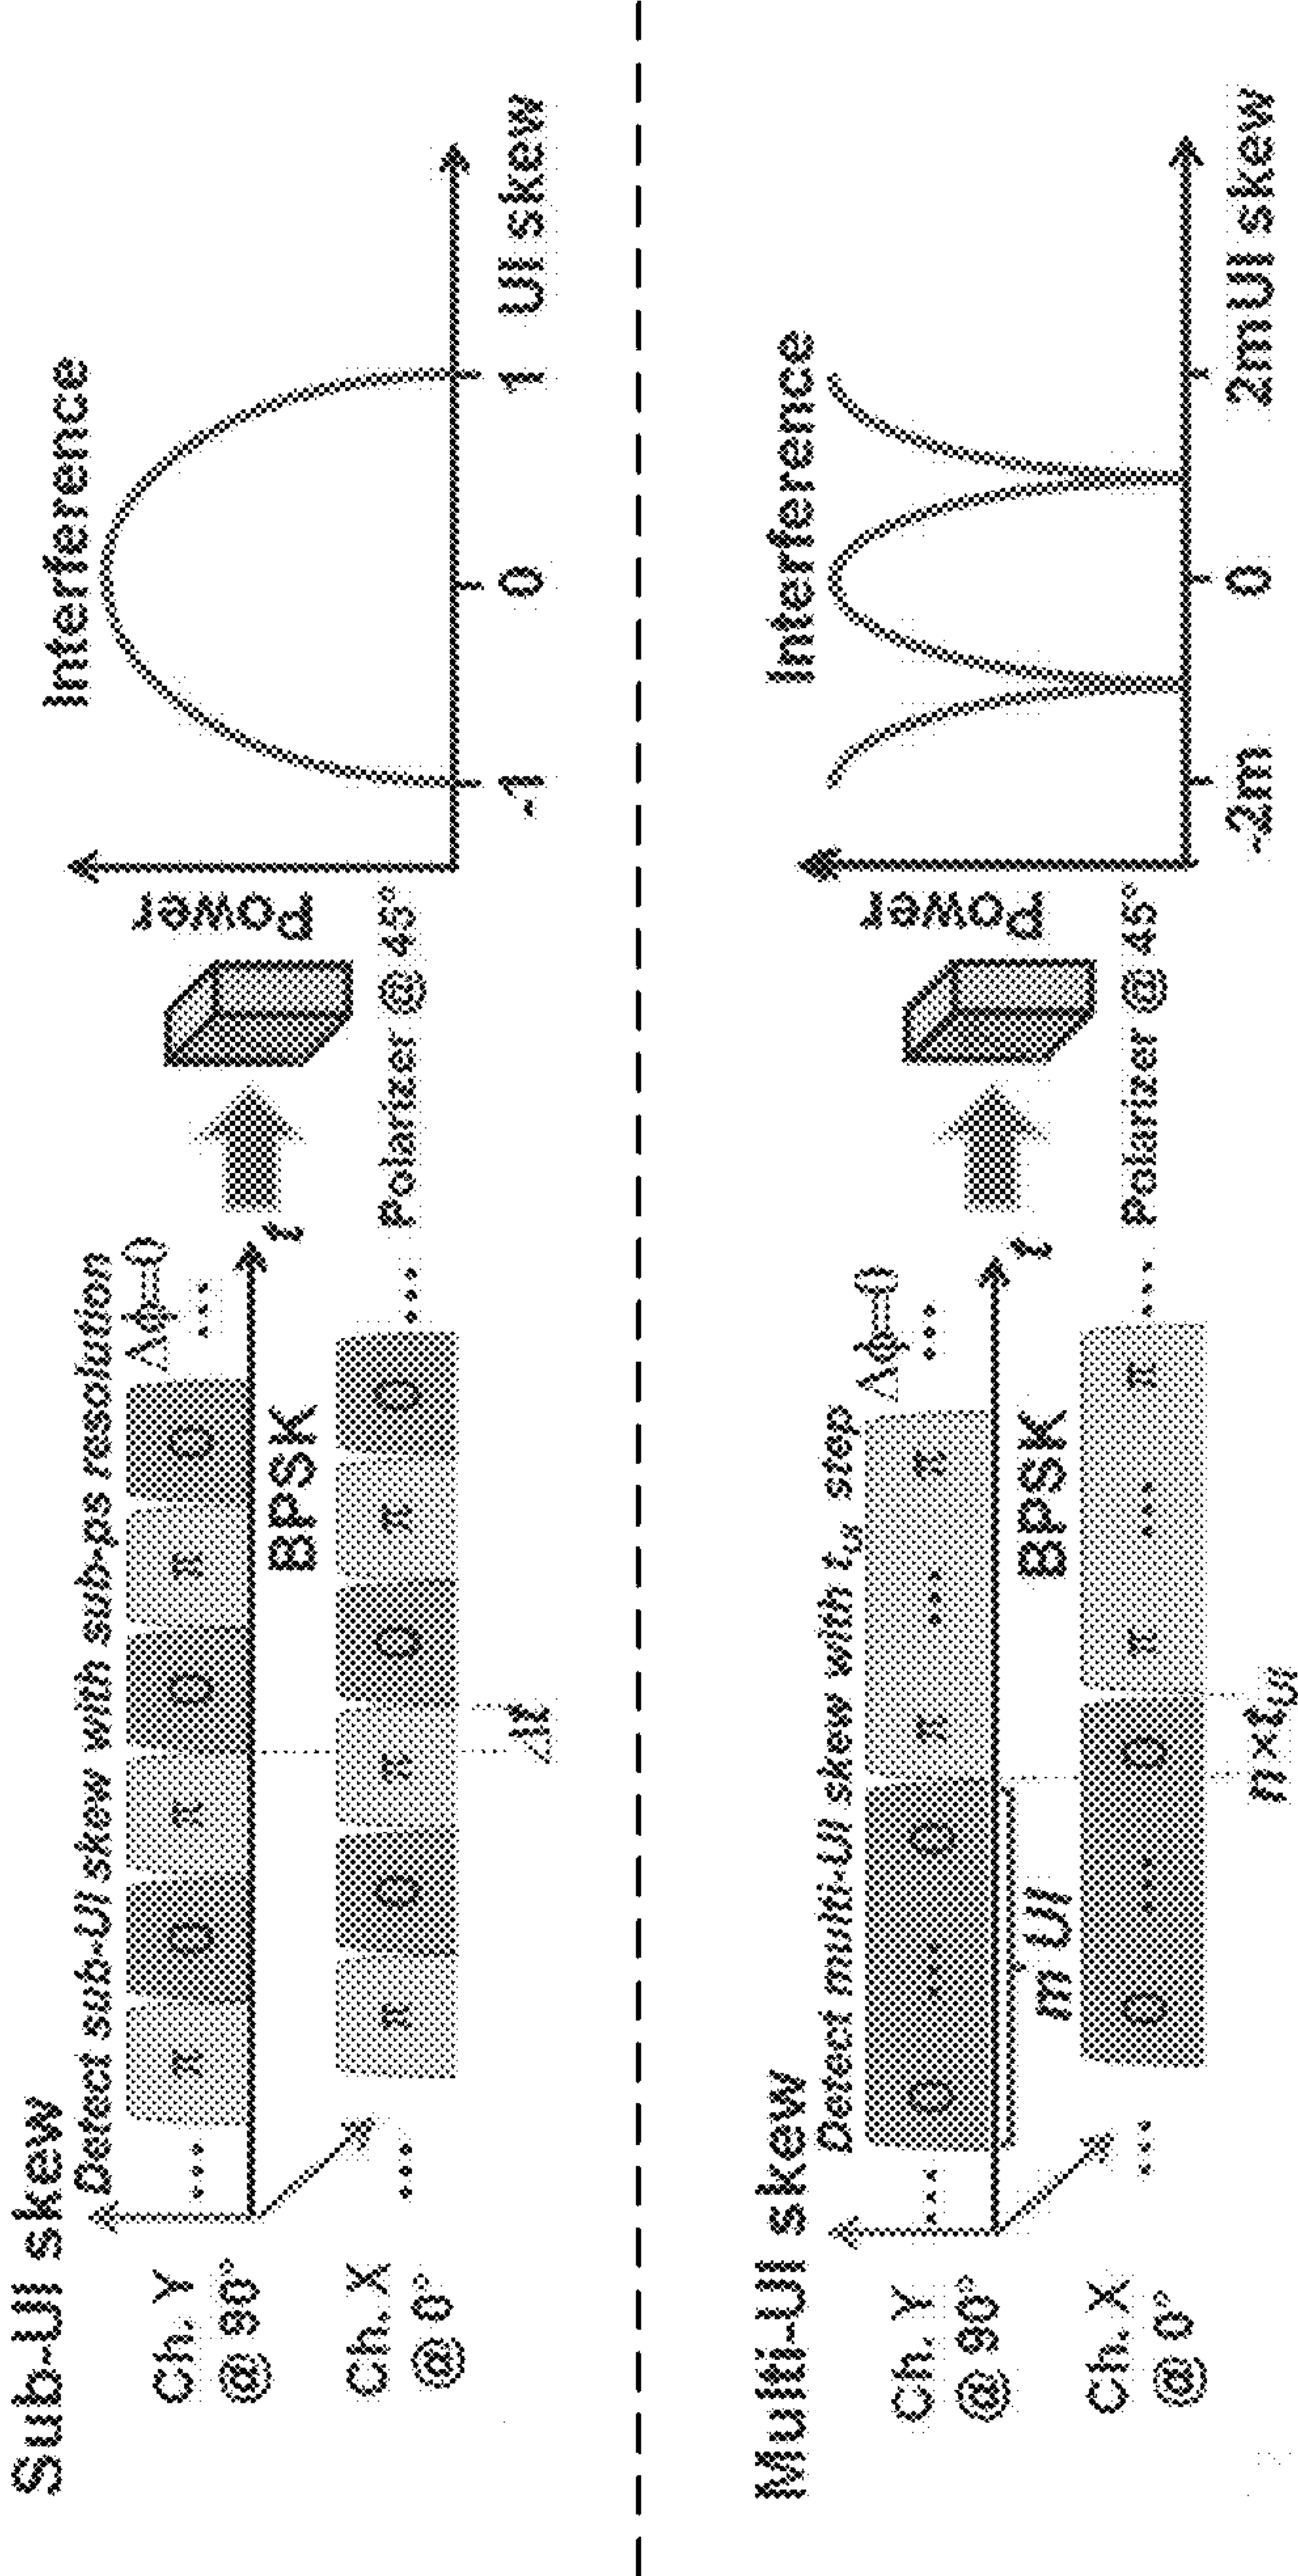 Sub-UI skew
Detect sub-UI skew with sub-ps resolution
Δϕ=0
Ch. Y
@ 90°
... π 0 π 0 π 0 ...
t
BPSK
Ch. X
@ 0°
... π 0 π 0 π 0 ...
Δt
Polarizer @ 45°
Power
Interference
-1 0 1 UI skew
Multi-UI skew
Detect multi-UI skew with tUI step
Δϕ=0
Ch. Y
@ 90°
... 0 ... 0 π ... π ...
t
m UI
BPSK
Ch. X
@ 0°
... 0 ... 0 π ... π ...
n×tUI
Polarizer @ 45°
Power
Interference
-2m 0 2m UI skew